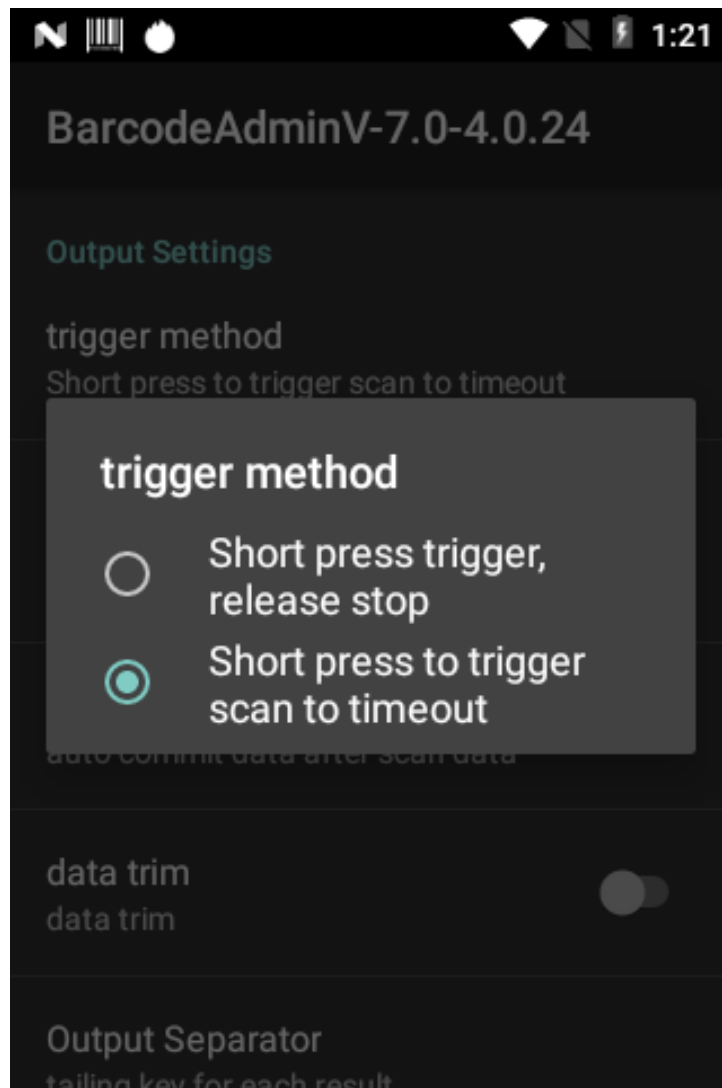 1:21
BarcodeAdminV-7.0-4.0.24
Output Settings
trigger method
Short press to trigger scan to timeout
trigger method
Short press trigger,
release stop
Short press to trigger
scan to timeout
auto commit data after scan data
data trim
data trim
Output Separator
tailing key for each result